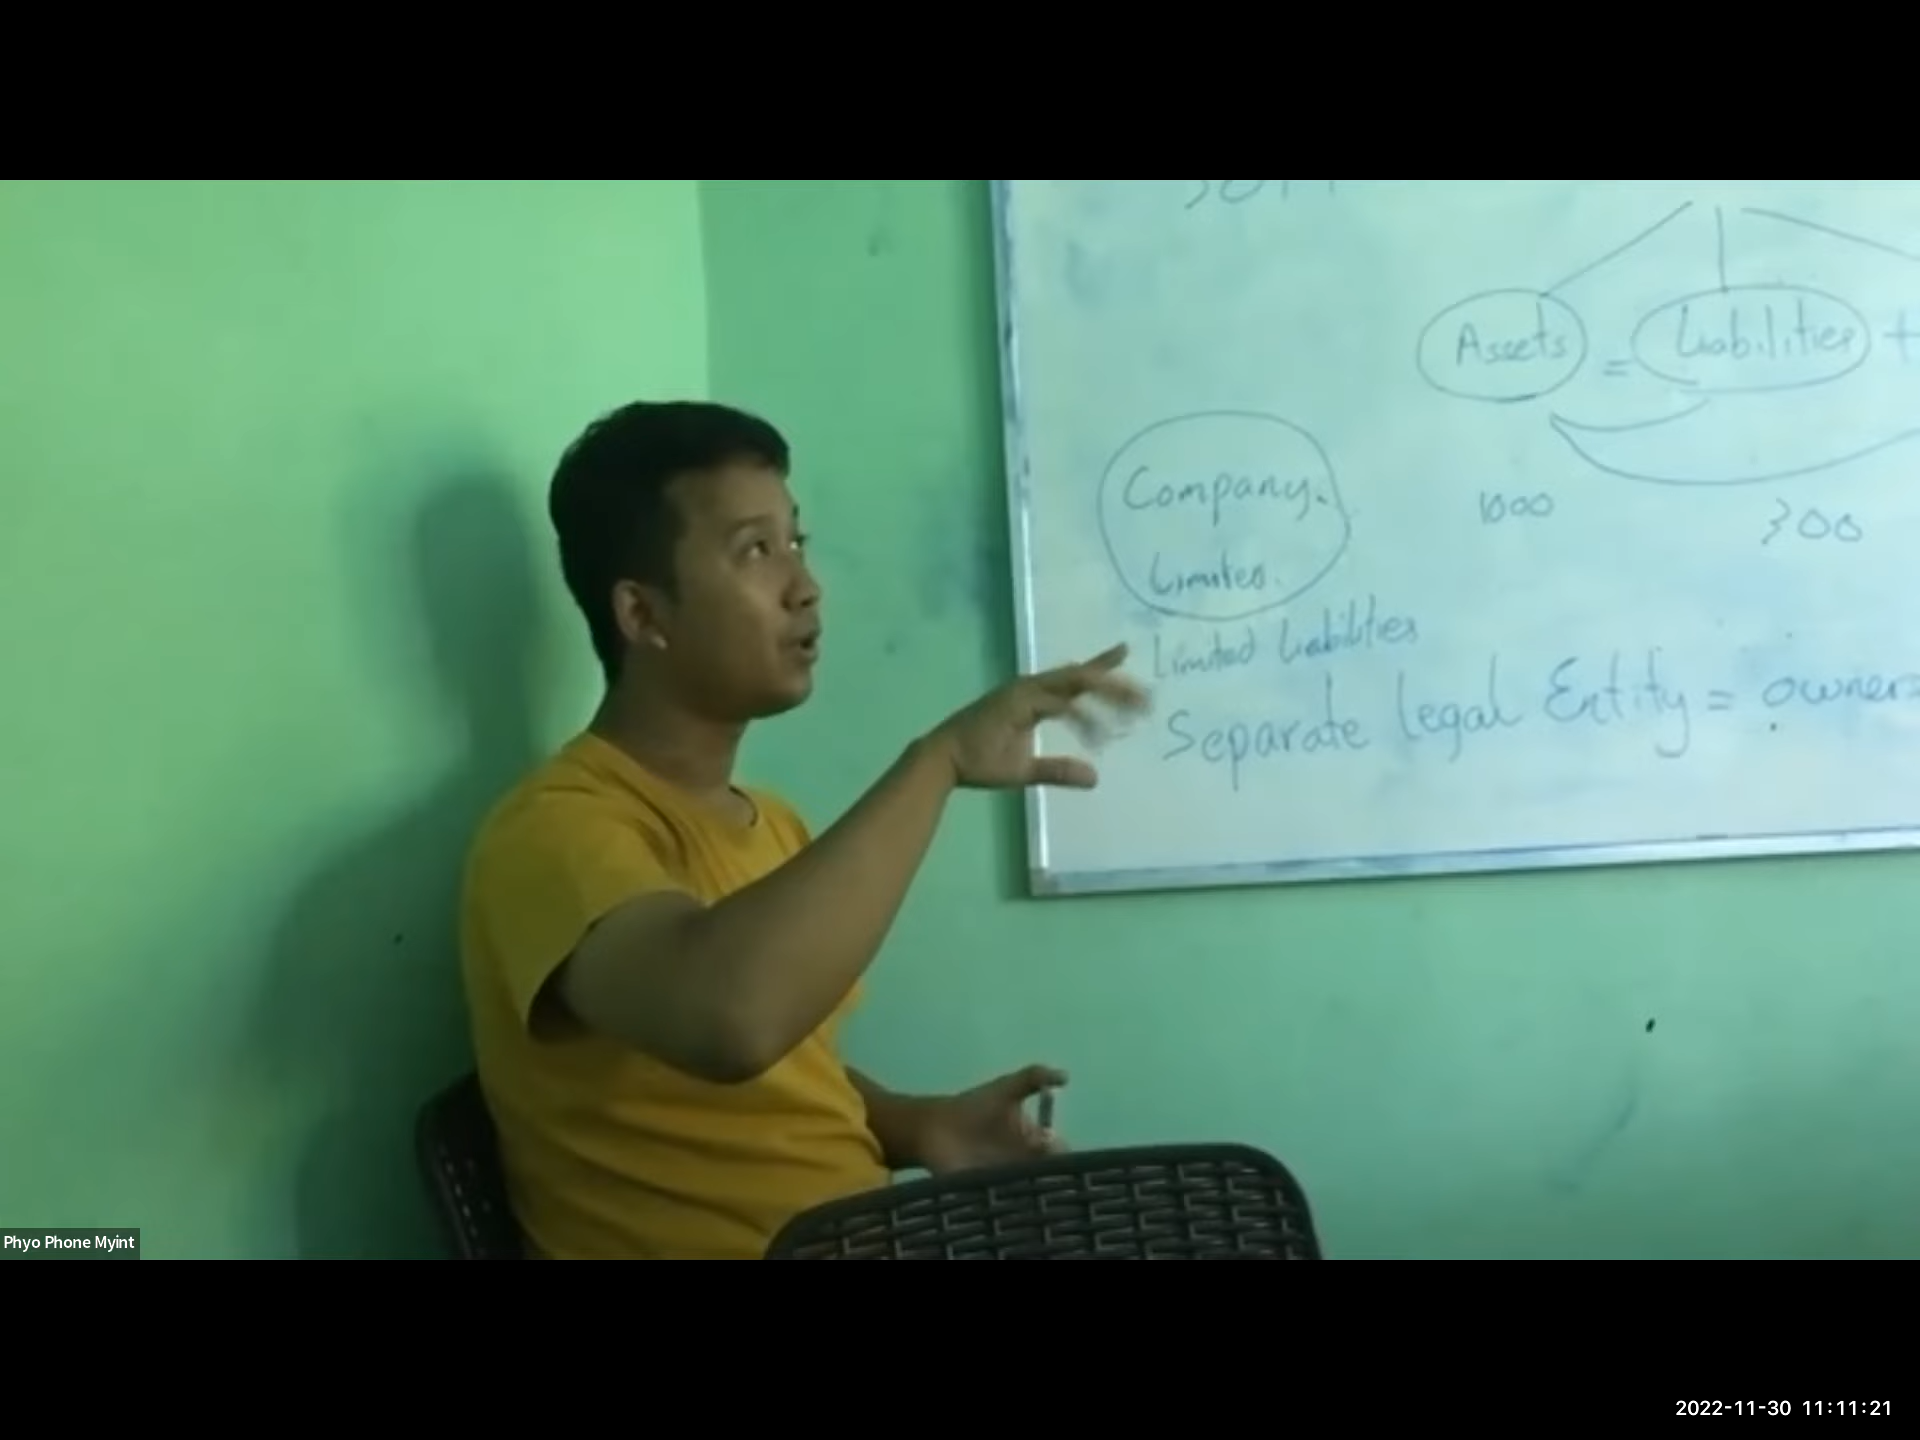 Assets = Liabilities +
Company.
Limited.
1000
300
Limited Liabilities
Separate legal Entity = owners
Phyo Phone Myint
2022-11-30 11:11:21